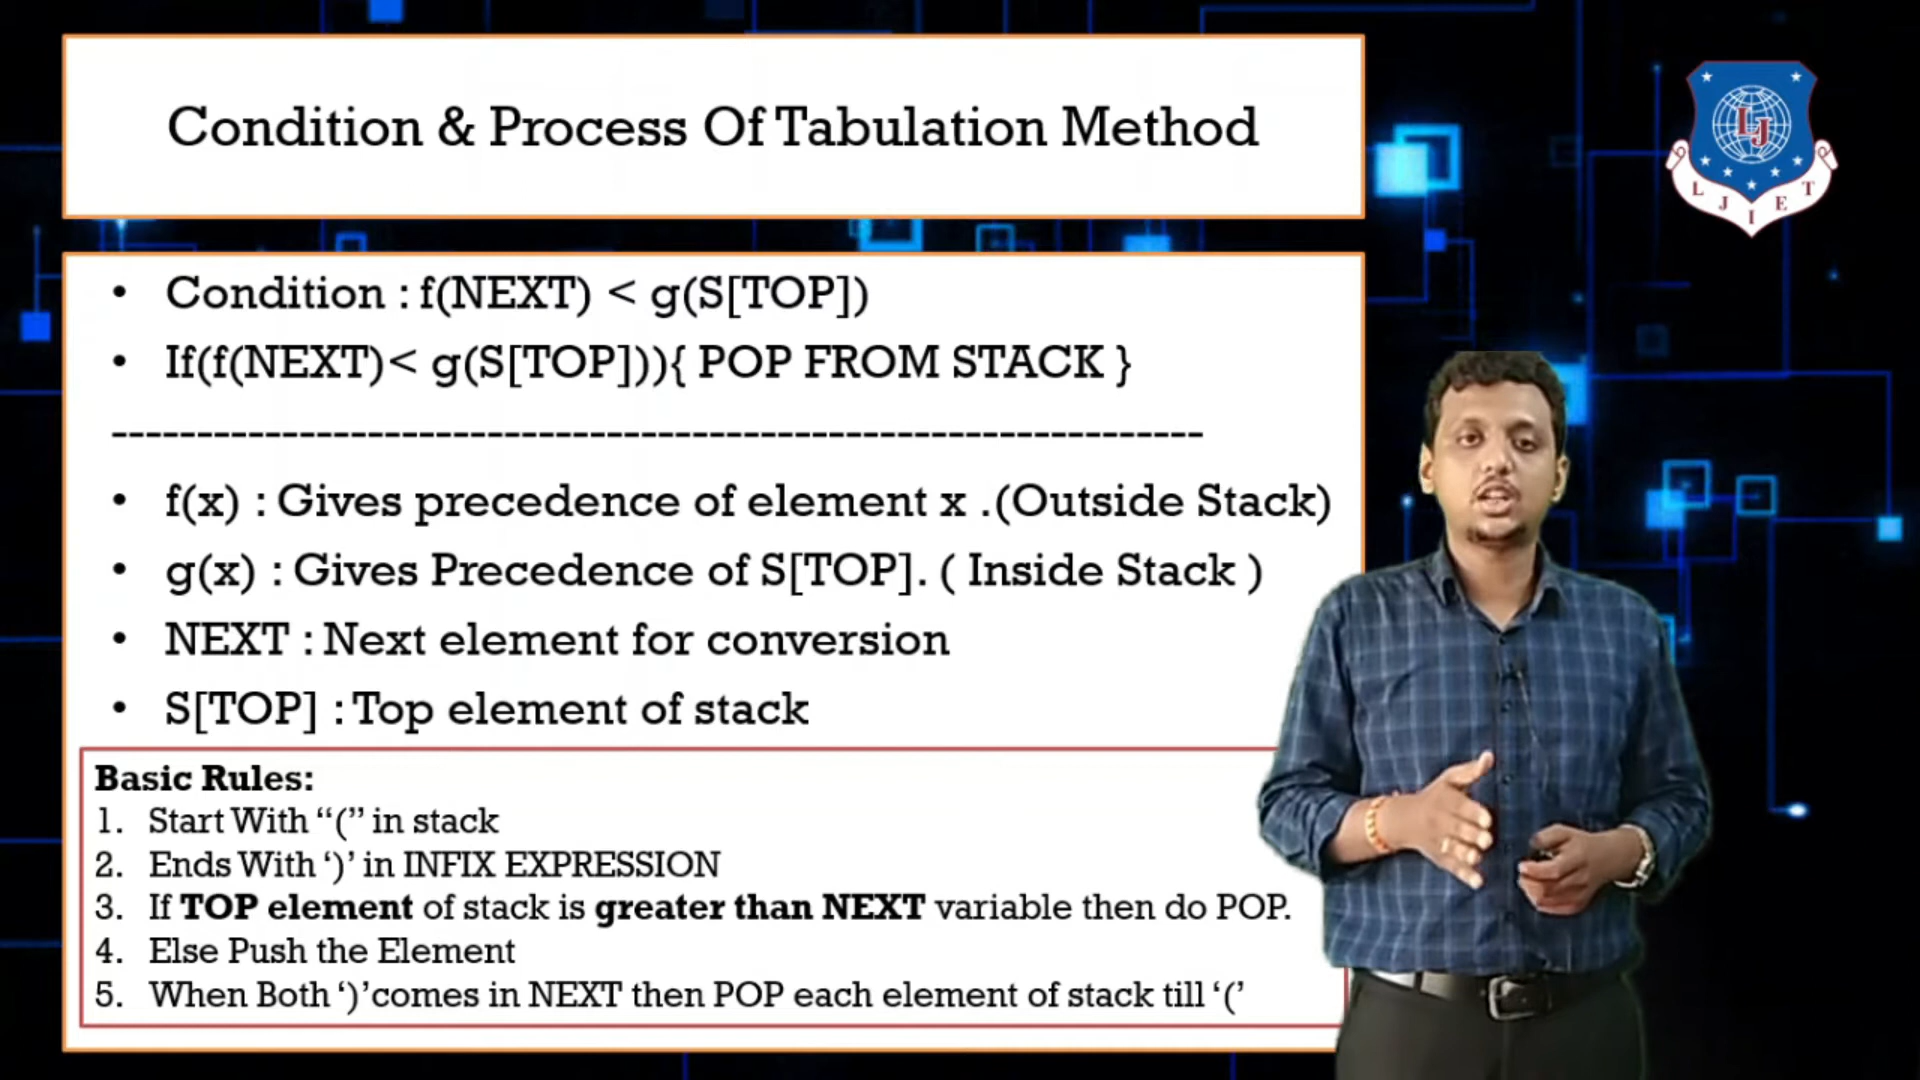 Condition & Process Of Tabulation Method
LJ
L J I E T
• Condition : f(NEXT) < g(S[TOP])
• If(f(NEXT)< g(S[TOP])){ POP FROM STACK }
-----------------------------------------------------------------
• f(x) : Gives precedence of element x .(Outside Stack)
• g(x) : Gives Precedence of S[TOP]. ( Inside Stack )
• NEXT : Next element for conversion
• S[TOP] : Top element of stack
Basic Rules:
1. Start With “(” in stack
2. Ends With ‘)’ in INFIX EXPRESSION
3. If TOP element of stack is greater than NEXT variable then do POP.
4. Else Push the Element
5. When Both ‘)’comes in NEXT then POP each element of stack till ‘(’